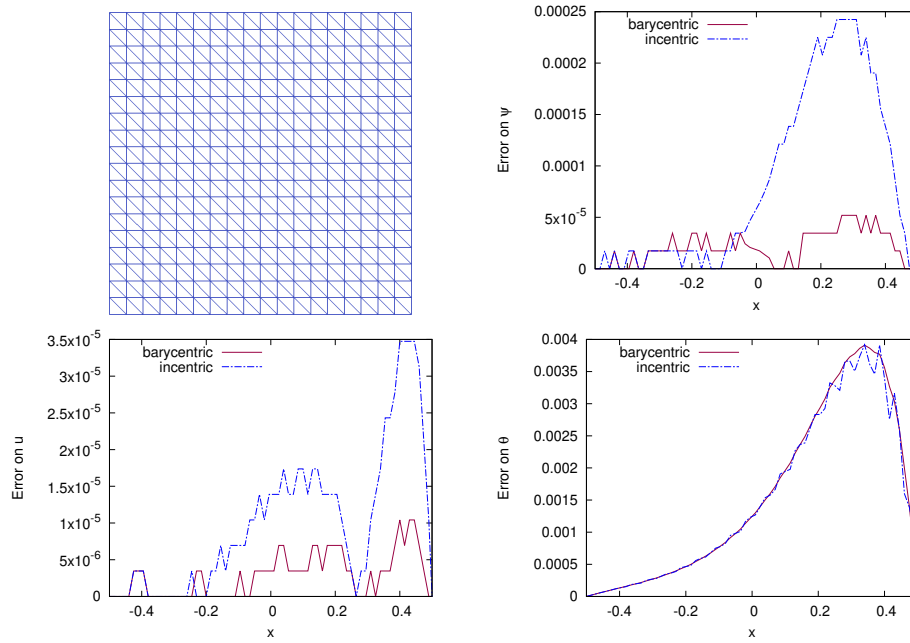 0.00025
0.0002
0.00015
0.0001
5x10⁻⁵
0
-0.4
-0.2
0
0.2
0.4
Error on ψ
x
barycentric
incentric
3.5x10⁻⁵
3x10⁻⁵
2.5x10⁻⁵
2x10⁻⁵
1.5x10⁻⁵
1x10⁻⁵
5x10⁻⁶
0
-0.4
-0.2
0
0.2
0.4
Error on u
x
barycentric
incentric
0.004
0.0035
0.003
0.0025
0.002
0.0015
0.001
0.0005
0
-0.4
-0.2
0
0.2
0.4
Error on θ
x
barycentric
incentric